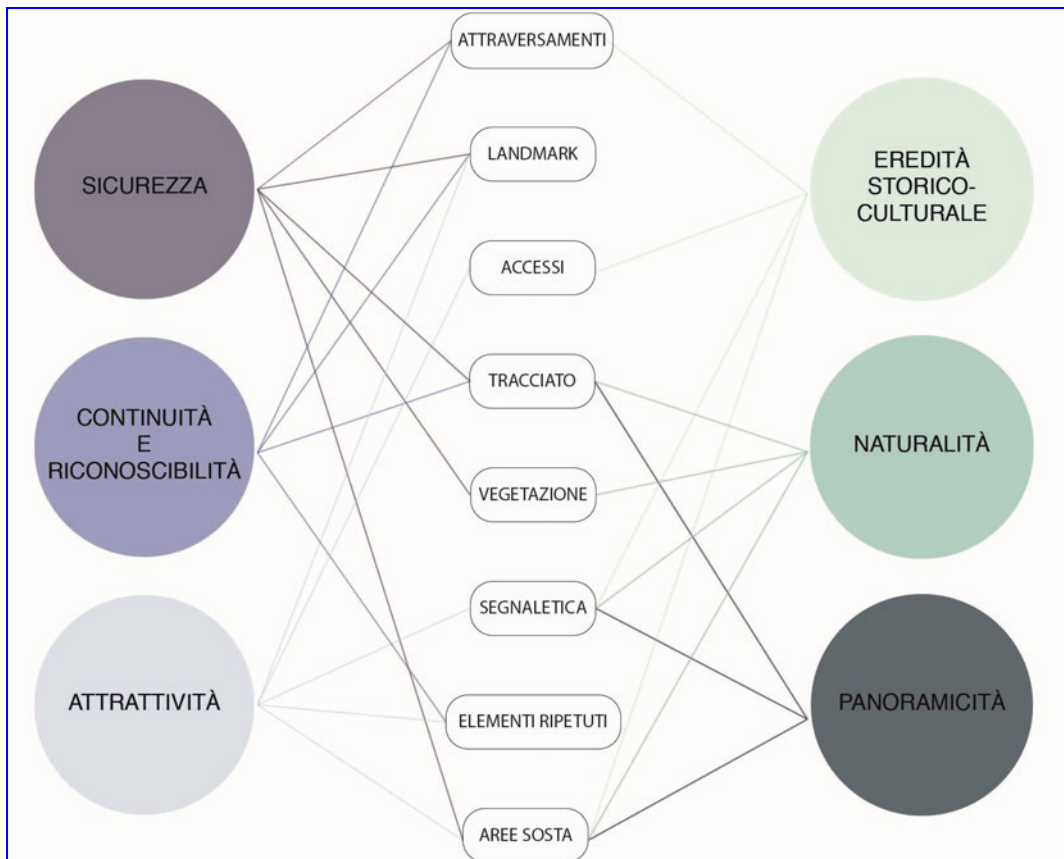 SICUREZZA
CONTINUITÀ
E
RICONOSCIBILITÀ
ATTRATTIVITÀ
ATTRAVERSAMENTI
LANDMARK
ACCESSI
TRACCIATO
VEGETAZIONE
SEGNALETICA
ELEMENTI RIPETUTI
AREE SOSTA
EREDITÀ
STORICO-
CULTURALE
NATURALITÀ
PANORAMICITÀ